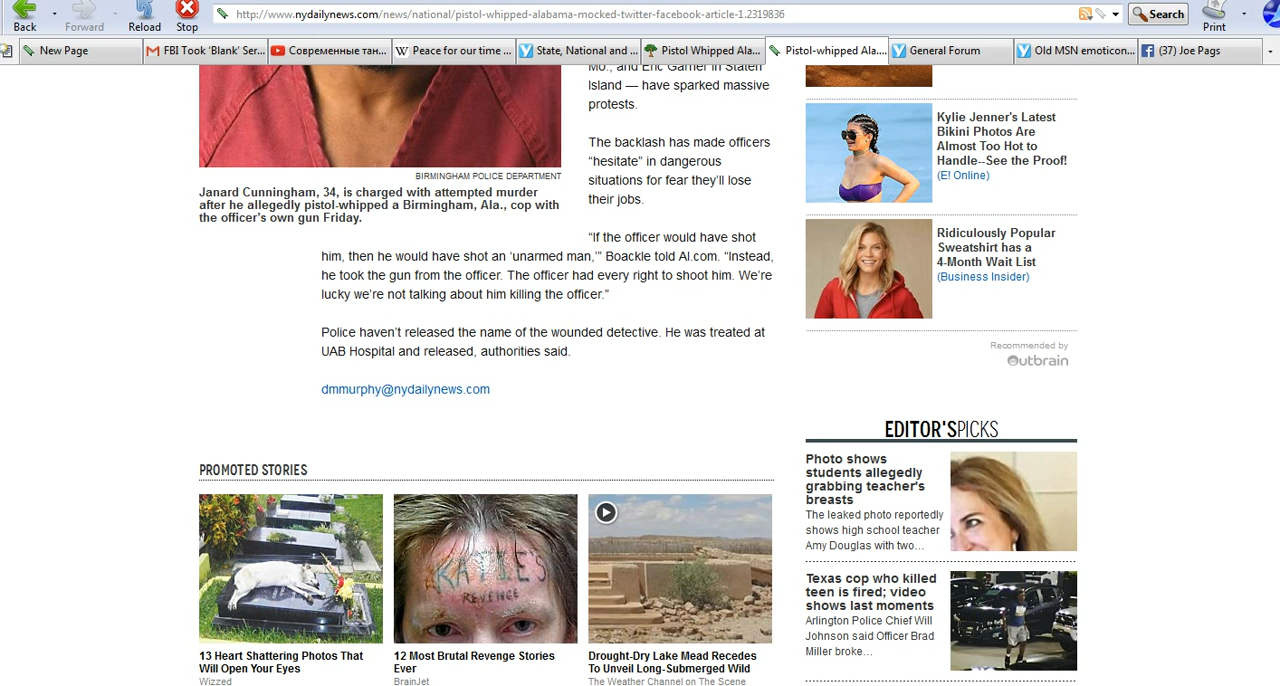 Back
Forward
Reload
Stop
http://www.nydailynews.com/news/national/pistol-whipped-alabama-mocked-twitter-facebook-article-1.2319836
Search
Print
New Page
FBI Took 'Blank' Ser...
Современные тан...
Peace for our time ...
State, National and ...
Pistol Whipped Ala...
Pistol-whipped Ala....
General Forum
Old MSN emoticon...
(37) Joe Pags
Mo., and Eric Garner in Staten
Island — have sparked massive
protests.
The backlash has made officers
“hesitate” in dangerous
situations for fear they’ll lose
their jobs.
BIRMINGHAM POLICE DEPARTMENT
Janard Cunningham, 34, is charged with attempted murder
after he allegedly pistol-whipped a Birmingham, Ala., cop with
the officer's own gun Friday.
“If the officer would have shot
him, then he would have shot an ‘unarmed man,’” Boackle told Al.com. “Instead,
he took the gun from the officer. The officer had every right to shoot him. We’re
lucky we’re not talking about him killing the officer.”
Police haven’t released the name of the wounded detective. He was treated at
UAB Hospital and released, authorities said.
dmmurphy@nydailynews.com
PROMOTED STORIES
KATIE'S
REVENGE
13 Heart Shattering Photos That
Will Open Your Eyes
Wizzed
12 Most Brutal Revenge Stories
Ever
BrainJet
Drought-Dry Lake Mead Recedes
To Unveil Long-Submerged Wild
The Weather Channel on The Scene
Kylie Jenner's Latest
Bikini Photos Are
Almost Too Hot to
Handle--See the Proof!
(E! Online)
Ridiculously Popular
Sweatshirt has a
4-Month Wait List
(Business Insider)
Recommended by
Outbrain
EDITOR'SPICKS
Photo shows
students allegedly
grabbing teacher's
breasts
The leaked photo reportedly
shows high school teacher
Amy Douglas with two…
Texas cop who killed
teen is fired; video
shows last moments
Arlington Police Chief Will
Johnson said Officer Brad
Miller broke…